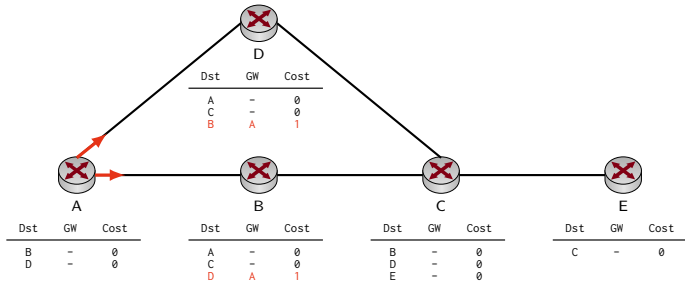 D
Dst GW Cost
A - 0
C - 0
B A 1
A
B
C
E
Dst GW Cost
B - 0
D - 0
Dst GW Cost
A - 0
C - 0
D A 1
Dst GW Cost
B - 0
D - 0
E - 0
Dst GW Cost
C - 0